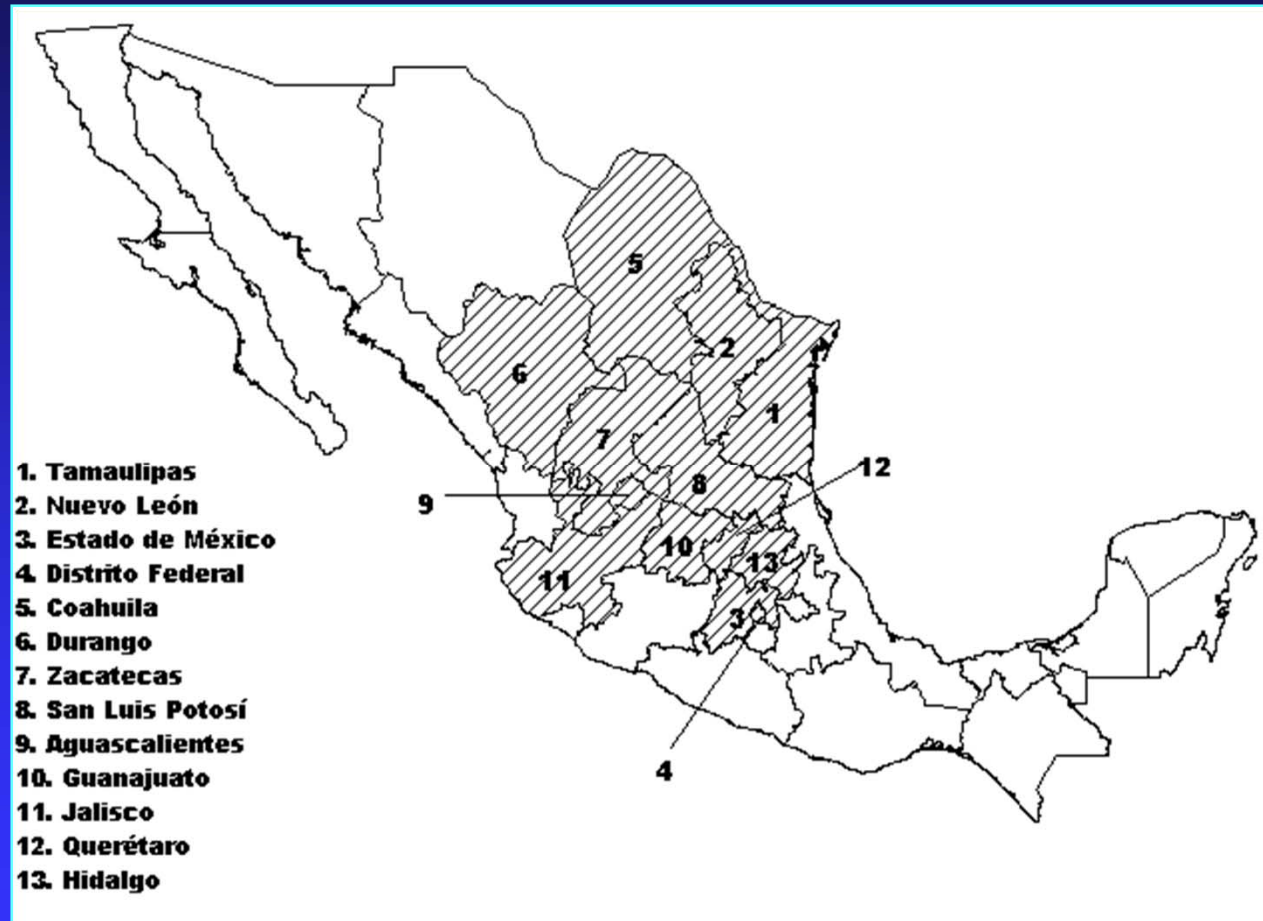 5
2
6
1
7
12
8
9
10
13
11
3
4
1. Tamaulipas
2. Nuevo León
3. Estado de México
4. Distrito Federal
5. Coahuila
6. Durango
7. Zacatecas
8. San Luis Potosí
9. Aguascalientes
10. Guanajuato
11. Jalisco
12. Querétaro
13. Hidalgo